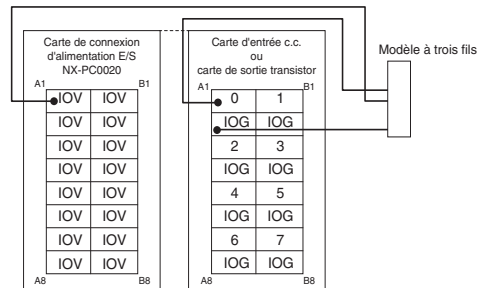 Carte de connexion
d'alimentation E/S
NX-PC0020
A1 B1
IOV IOV
IOV IOV
IOV IOV
IOV IOV
IOV IOV
IOV IOV
IOV IOV
IOV IOV
A8 B8
Carte d'entrée c.c.
ou
carte de sortie transistor
A1 B1
0 1
IOG IOG
2 3
IOG IOG
4 5
IOG IOG
6 7
IOG IOG
A8 B8
Modèle à trois fils